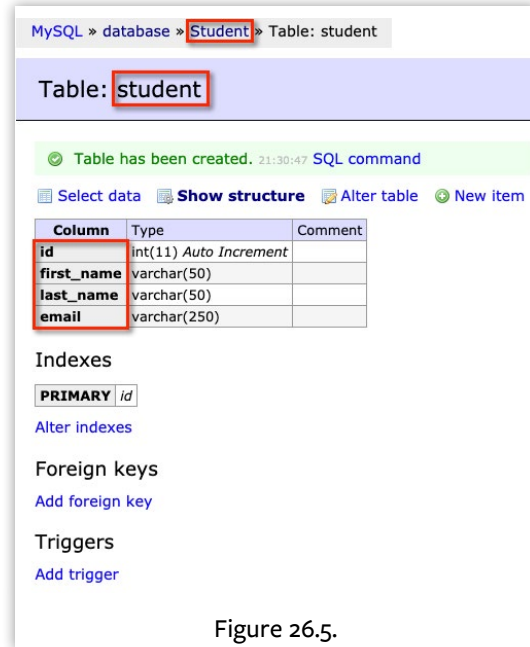 MySQL » database » Student » Table: student
Table: student
Table has been created. 21:30:47 SQL command
Select data Show structure Alter table New item
Column Type Comment
id int(11) Auto Increment
first_name varchar(50)
last_name varchar(50)
email varchar(250)
Indexes
PRIMARY id
Alter indexes
Foreign keys
Add foreign key
Triggers
Add trigger
Figure 26.5.